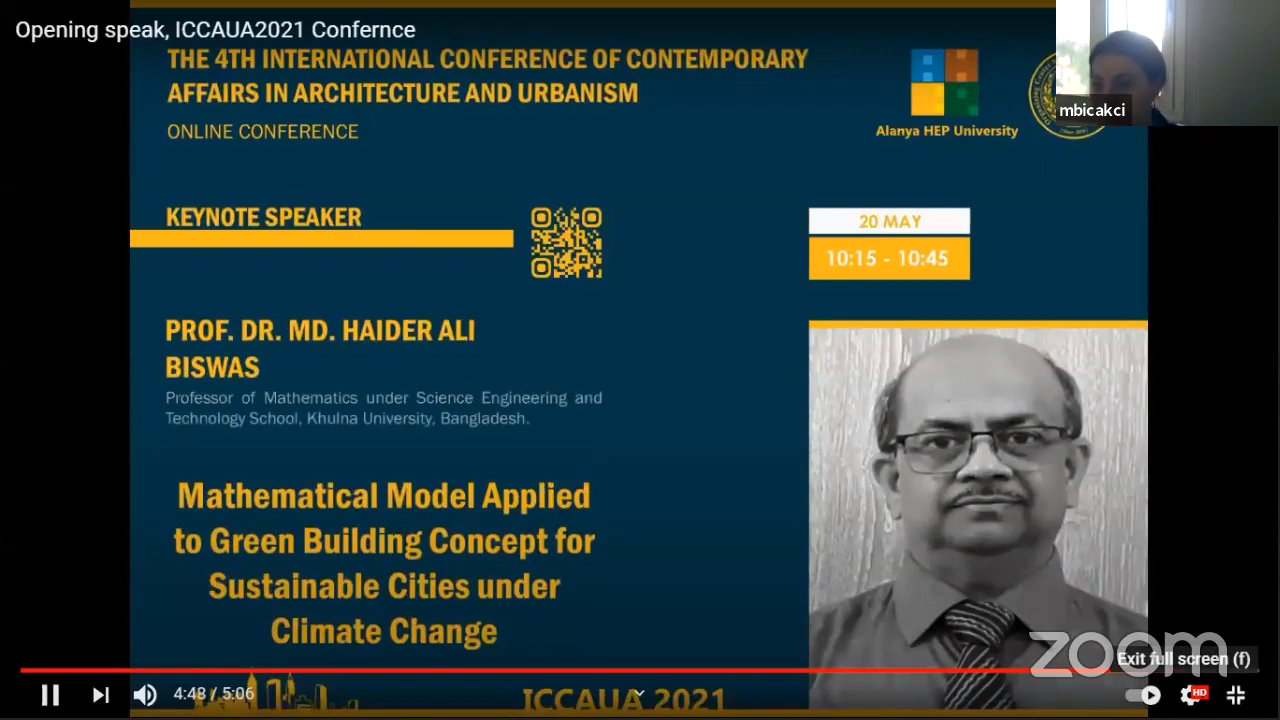 Opening speak, ICCAUA2021 Confernce
THE 4TH INTERNATIONAL CONFERENCE OF CONTEMPORARY
AFFAIRS IN ARCHITECTURE AND URBANISM
ONLINE CONFERENCE
Alanya HEP University
mbicakci
KEYNOTE SPEAKER
20 MAY
10:15 - 10:45
PROF. DR. MD. HAIDER ALI
BISWAS
Professor of Mathematics under Science Engineering and
Technology School, Khulna University, Bangladesh.
Mathematical Model Applied
to Green Building Concept for
Sustainable Cities under
Climate Change
zoom
Exit full screen (f)
4:48 / 5:06
ICCAUA 2021
HD